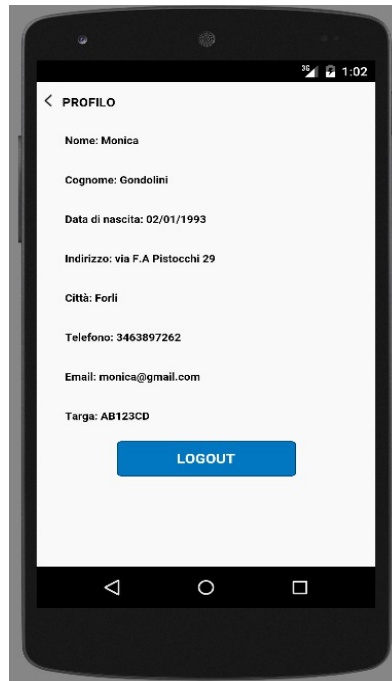 3G 1:02
PROFILO
Nome: Monica
Cognome: Gondolini
Data di nascita: 02/01/1993
Indirizzo: via F.A Pistocchi 29
Città: Forlì
Telefono: 3463897262
Email: monica@gmail.com
Targa: AB123CD
LOGOUT